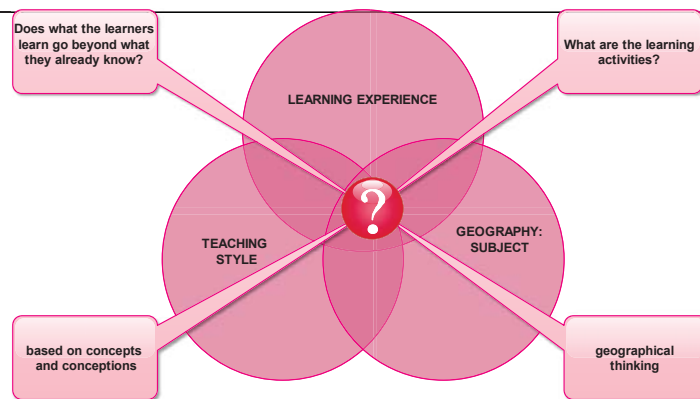 Does what the learners
learn go beyond what
they already know?
What are the learning
activities?
LEARNING EXPERIENCE
?
TEACHING
STYLE
GEOGRAPHY:
SUBJECT
based on concepts
and conceptions
geographical
thinking